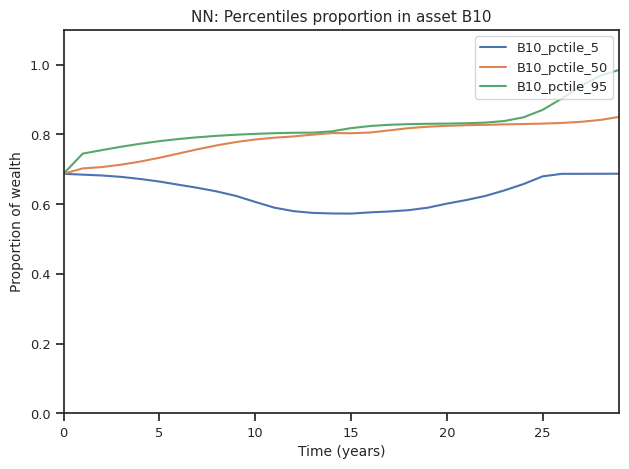 NN: Percentiles proportion in asset B10
B10_pctile_5
B10_pctile_50
B10_pctile_95
Proportion of wealth
1.0
0.8
0.6
0.4
0.2
0.0
0 5 10 15 20 25
Time (years)